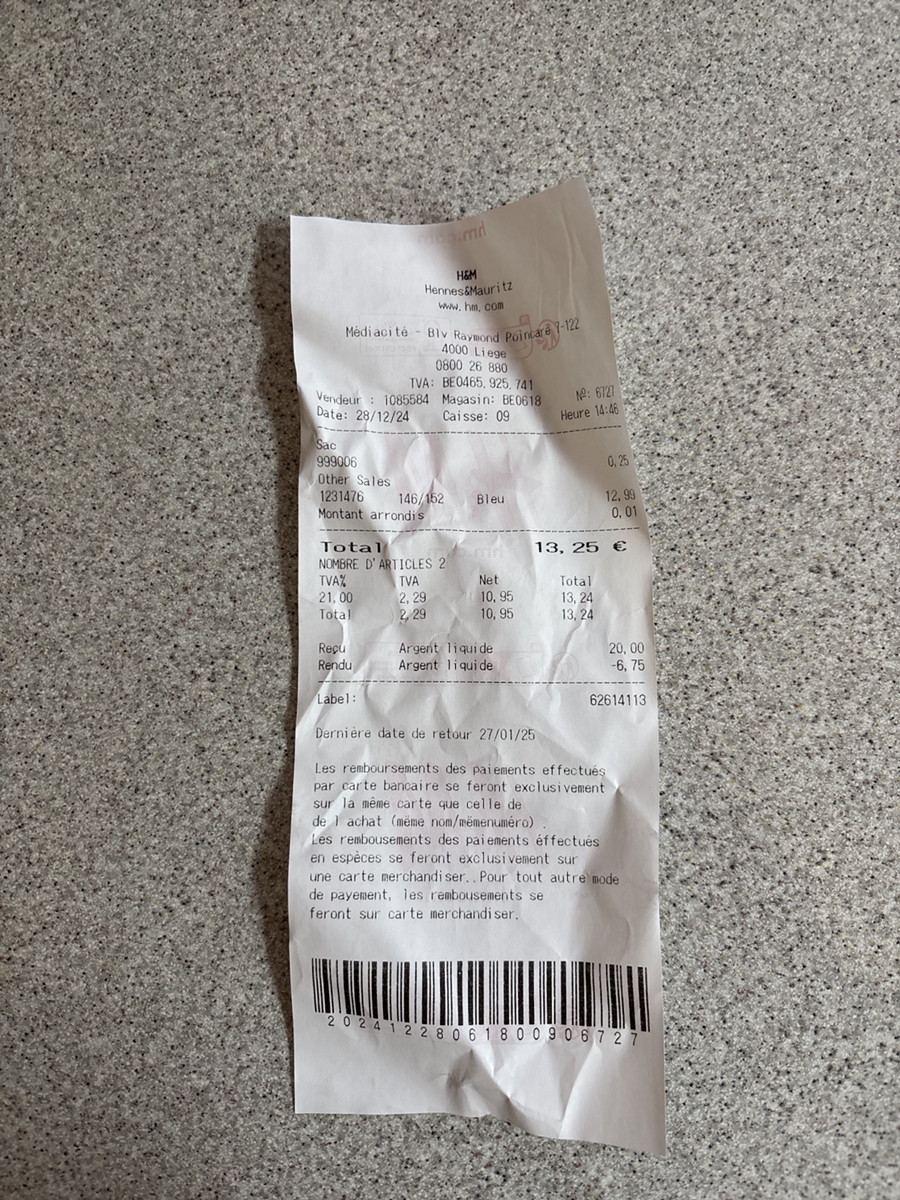 H&M
Hennes&Mauritz
www.hm.com
Médiacité - Blv Raymond Poincaré 7-122
4000 Liege
0800 26 880
TVA: BE0465.925.741
Vendeur : 1085584 Magasin: BE0618 Nº: 6727
Date: 28/12/24 Caisse: 09 Heure 14:46
Sac
999006 0,25
Other Sales
1231476 146/152 Bleu 12,99
Montant arrondis 0,01
Total 13,25 €
NOMBRE D'ARTICLES 2
TVA% TVA Net Total
21,00 2,29 10,95 13,24
Total 2,29 10,95 13,24
Reçu Argent liquide 20,00
Rendu Argent liquide -6,75
Label: 62614113
Dernière date de retour 27/01/25
Les remboursements des paiements effectués
par carte bancaire se feront exclusivement
sur la même carte que celle de
de l achat (même nom/mêmenuméro) .
Les rembousements des paiements éffectués
en espèces se feront exclusivement sur
une carte merchandiser..Pour tout autre mode
de payement, les rembousements se
feront sur carte merchandiser.
20241228061800906727